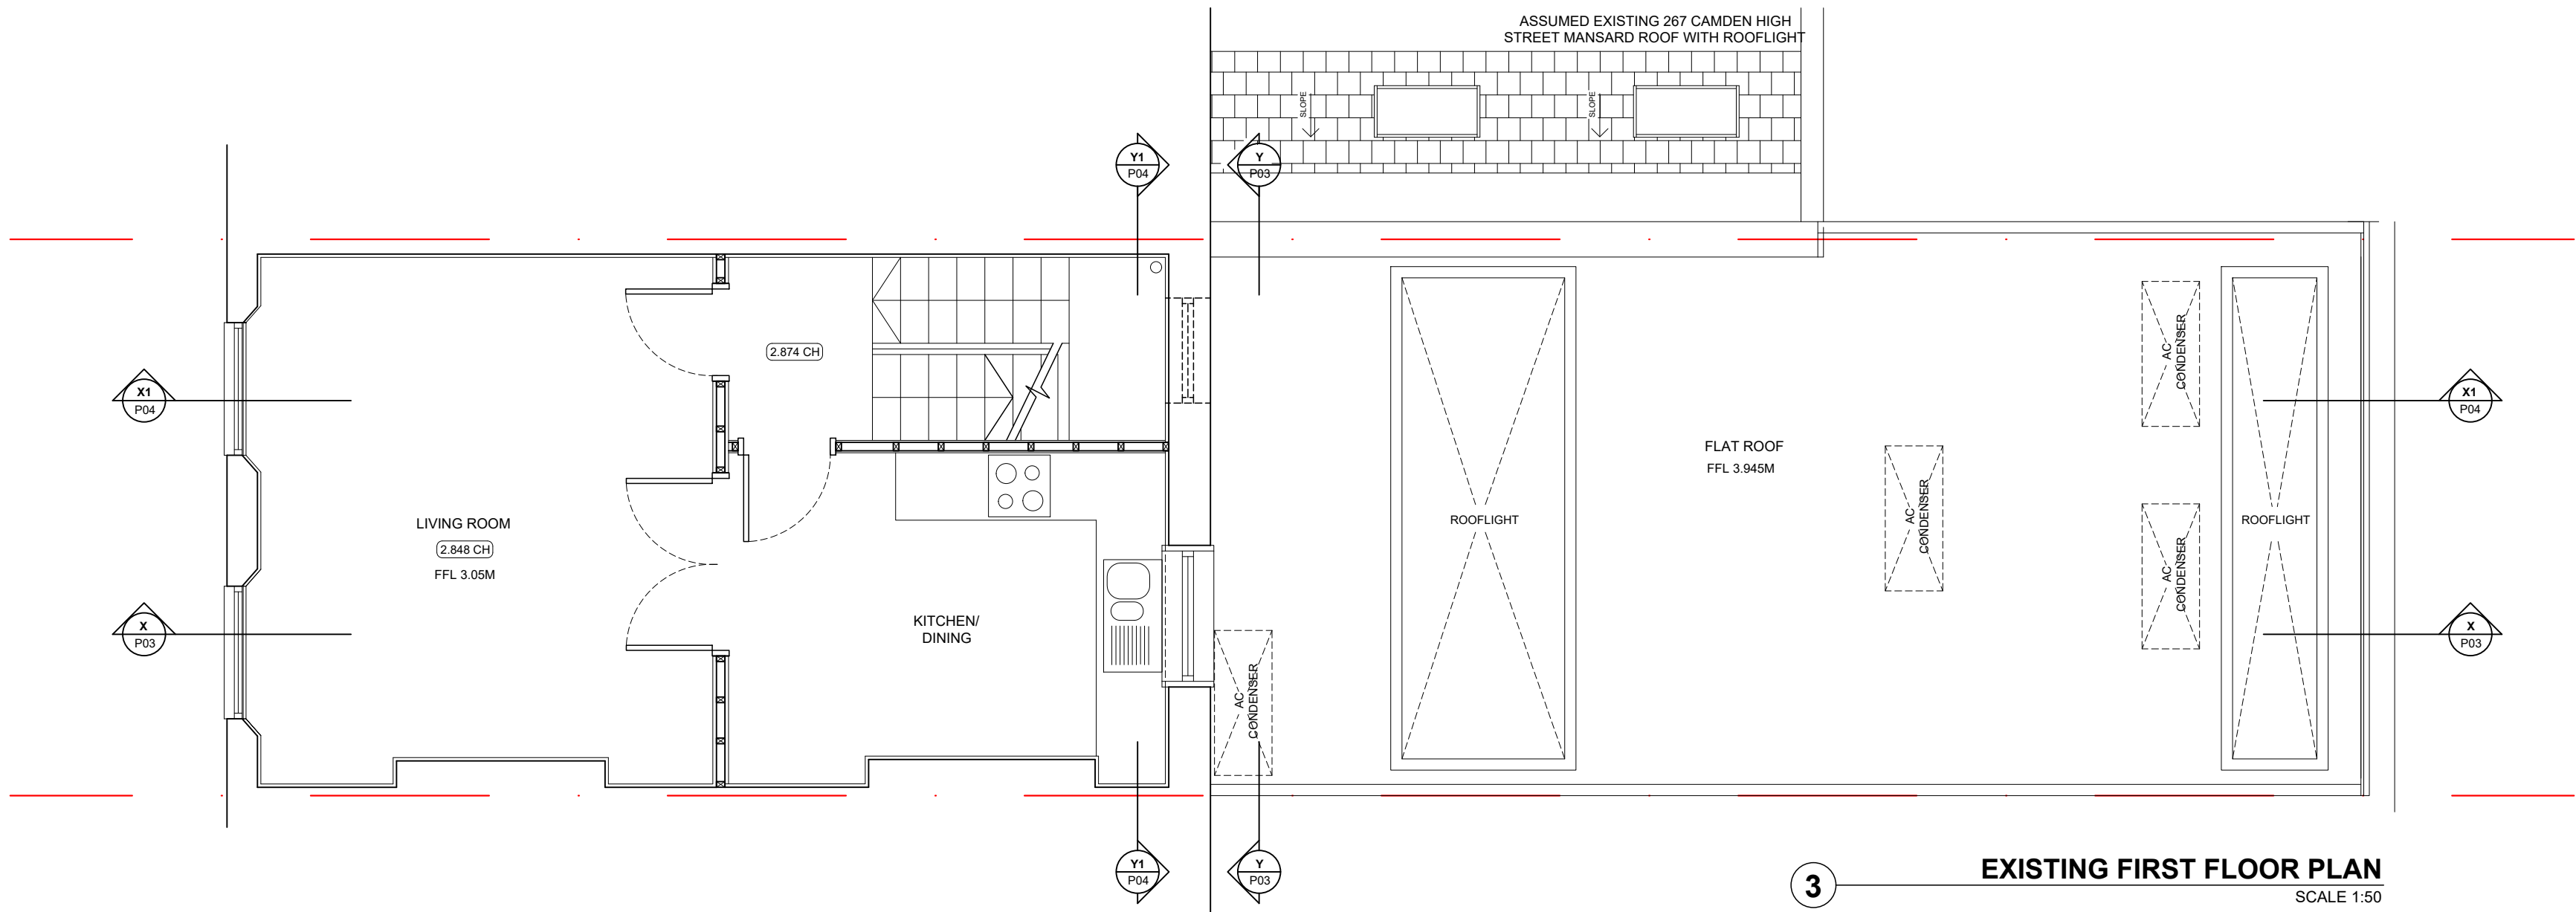 ASSUMED EXISTING 267 CAMDEN HIGH
STREET MANSARD ROOF WITH ROOFLIGHT
SLOPE
SLOPE
Y1
P04
Y
P03
2.874 CH
X1
P04
X1
P04
FLAT ROOF
FFL 3.945M
AC
CONDENSER
AC
CONDENSER
LIVING ROOM
2.848 CH
FFL 3.05M
ROOFLIGHT
ROOFLIGHT
AC
CONDENSER
KITCHEN/
DINING
X
P03
X
P03
AC
CONDENSER
Y1
P04
Y
P03
3
EXISTING FIRST FLOOR PLAN
SCALE 1:50